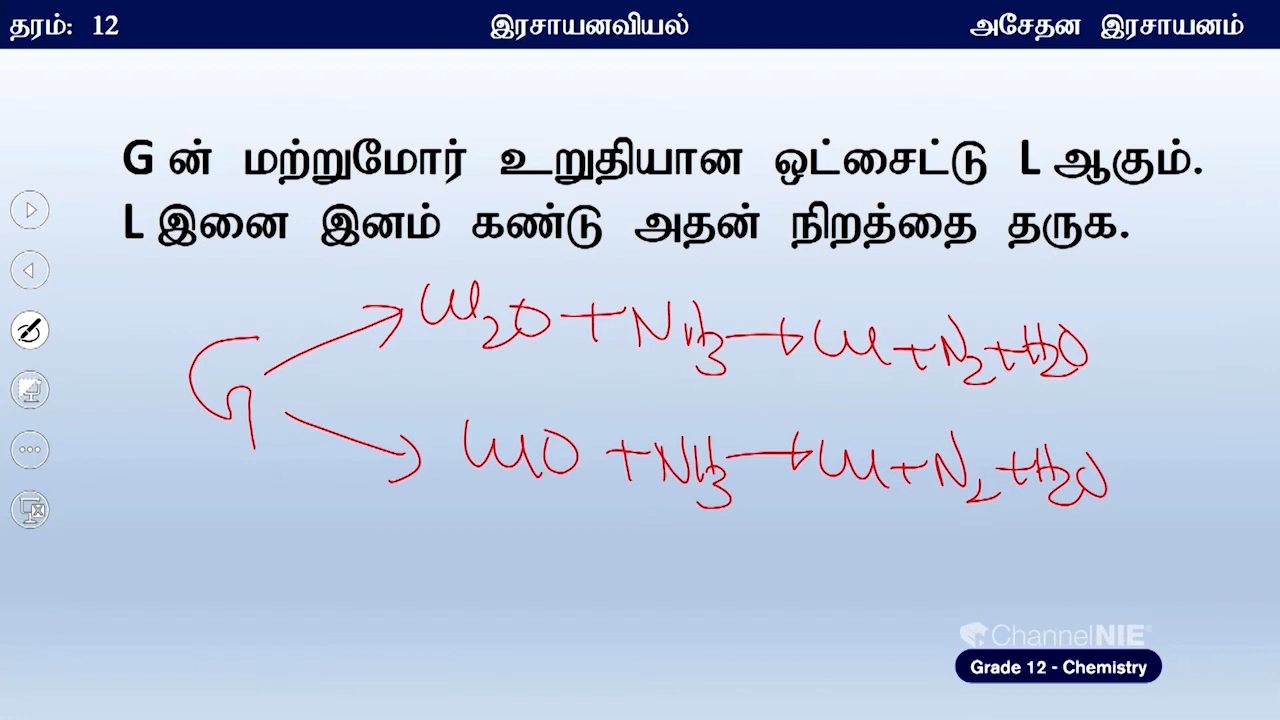 தரம்: 12 இரசாயனவியல் அசேதன இரசாயனம்
G ன் மற்றுமோர் உறுதியான ஒட்சைட்டு L ஆகும்.
L இனை இனம் கண்டு அதன் நிறத்தை தருக.
Cu2O + NH3 → Cu + N2 + H2O
G
CuO + NH3 → Cu + N2 + H2O
ChannelNIE
Grade 12 - Chemistry